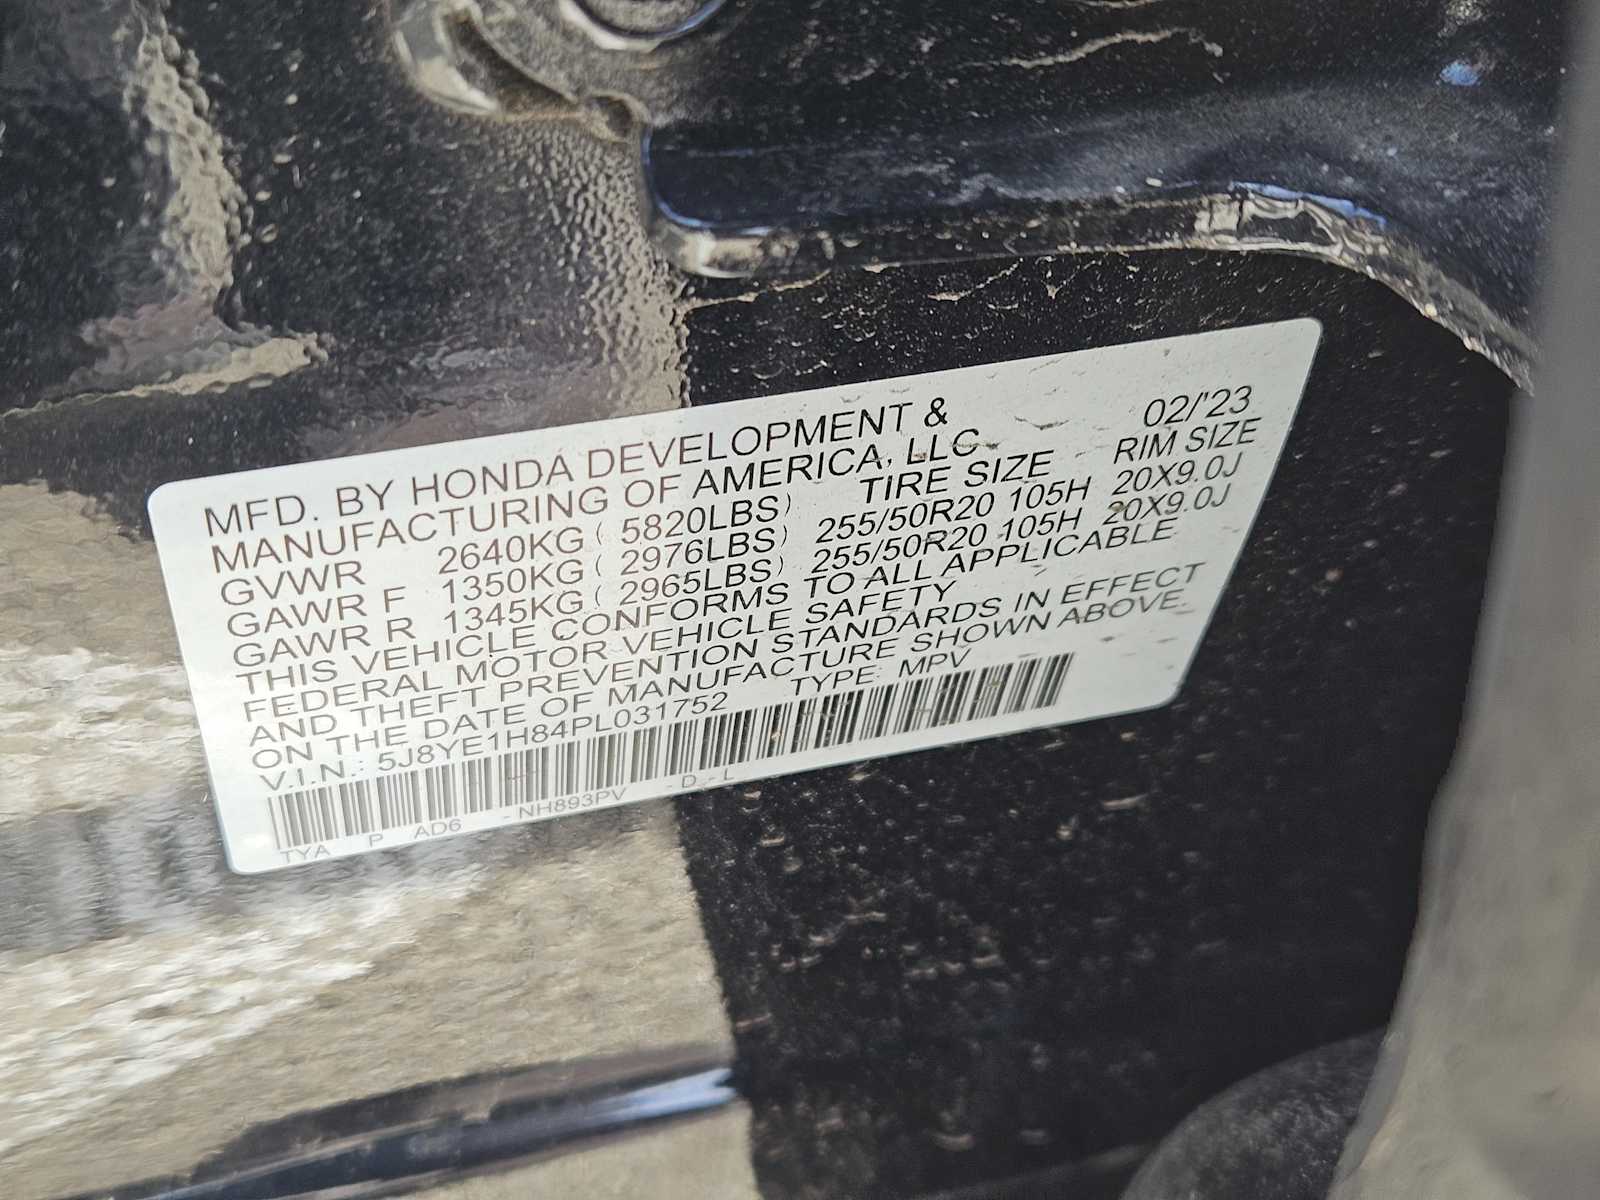 MFD. BY HONDA DEVELOPMENT & 02/'23
MANUFACTURING OF AMERICA, LLC RIM SIZE
TIRE SIZE
GVWR 2640KG ( 5820LBS)
GAWR F 1350KG ( 2976LBS) 255/50R20 105H 20X9.0J
GAWR R 1345KG ( 2965LBS) 255/50R20 105H 20X9.0J
THIS VEHICLE CONFORMS TO ALL APPLICABLE
FEDERAL MOTOR VEHICLE SAFETY
AND THEFT PREVENTION STANDARDS IN EFFECT
ON THE DATE OF MANUFACTURE SHOWN ABOVE.
V.I.N.: 5J8YE1H84PL031752 TYPE: MPV
TYA P AD6 -NH893PV -D -L